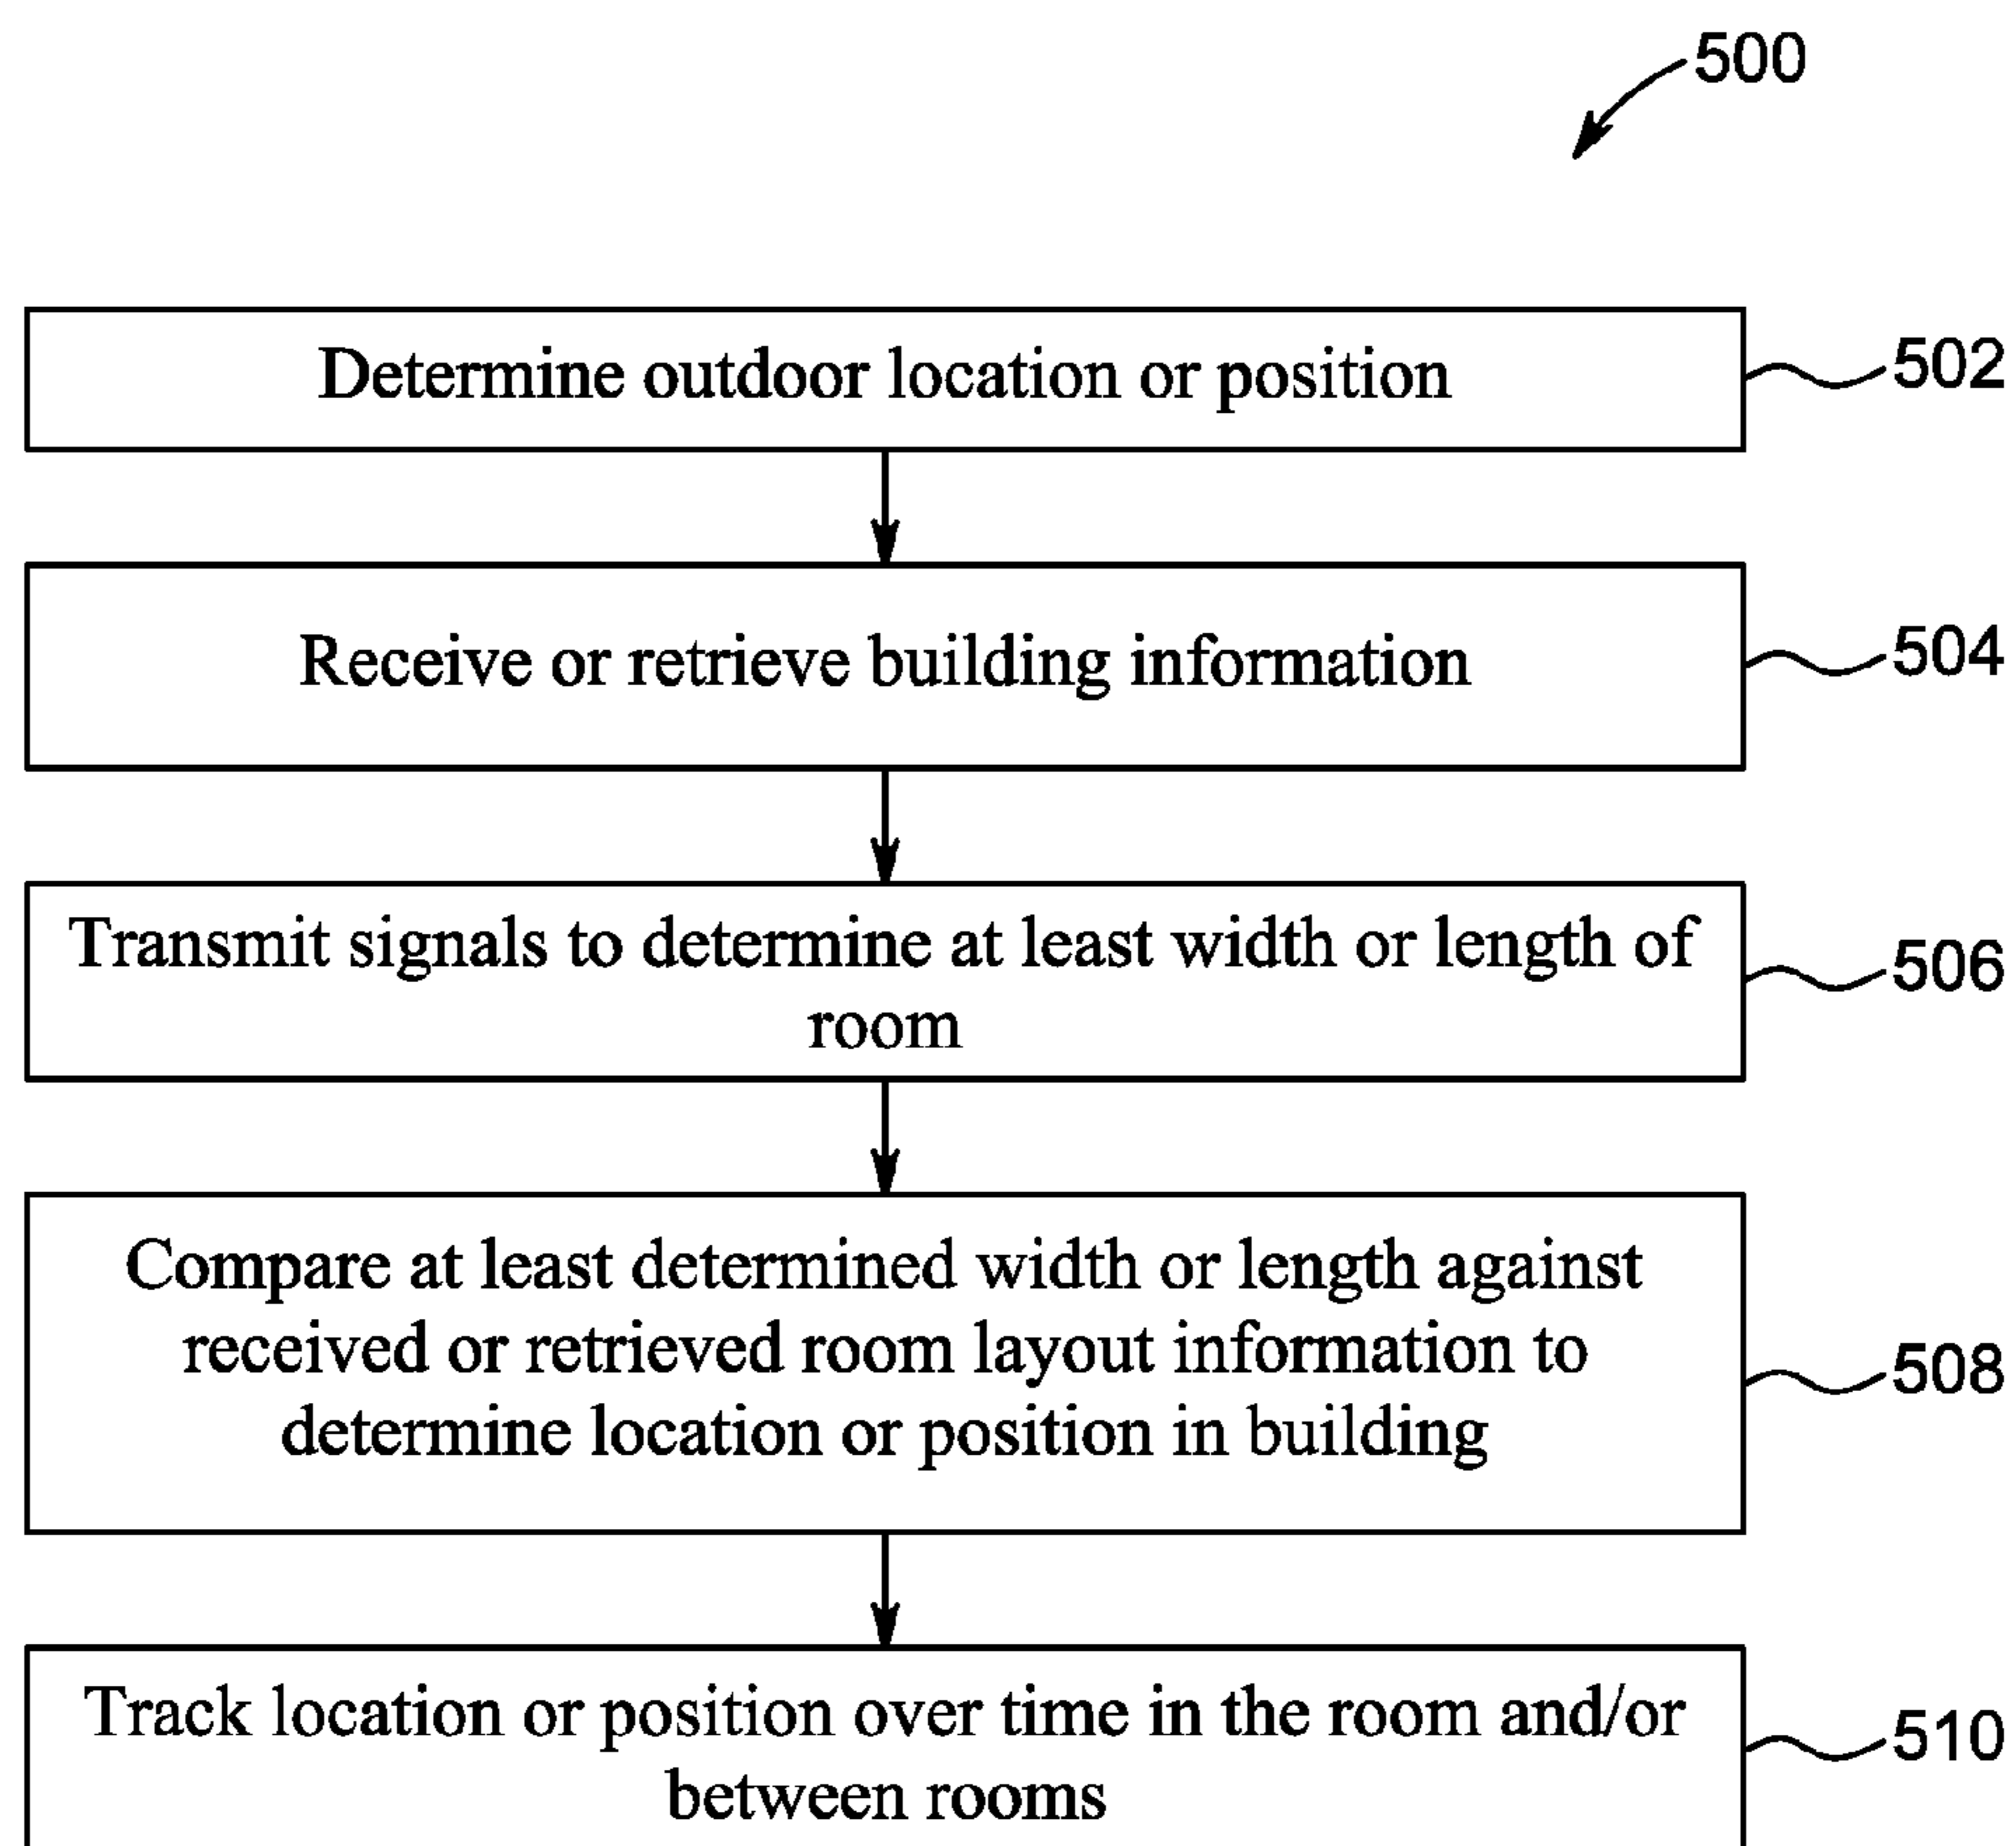 500
Determine outdoor location or position
502
Receive or retrieve building information
504
Transmit signals to determine at least width or length of
room
506
Compare at least determined width or length against
received or retrieved room layout information to
determine location or position in building
508
Track location or position over time in the room and/or
between rooms
510